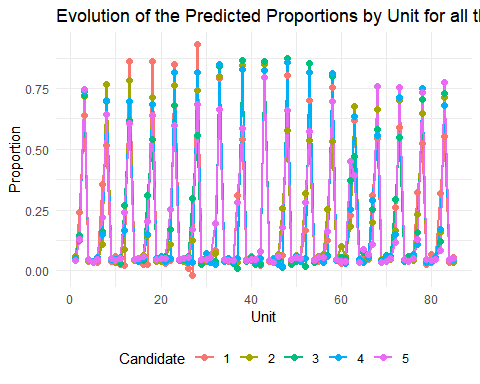 Evolution of the Predicted Proportions by Unit for all th
Proportion
0.75
0.50
0.25
0.00
0 20 40 60 80
Unit
Candidate 1 2 3 4 5